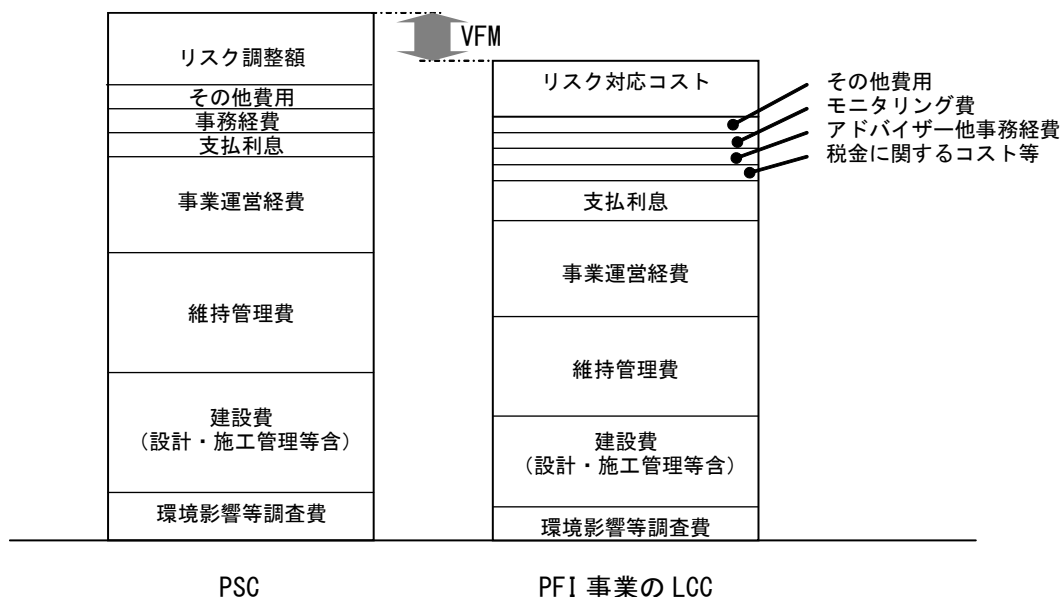 VFM
リスク調整額
その他費用
事務経費
支払利息
事業運営経費
維持管理費
建設費
（設計・施工管理等含）
環境影響等調査費
リスク対応コスト
その他費用
モニタリング費
アドバイザー他事務経費
税金に関するコスト等
支払利息
事業運営経費
維持管理費
建設費
（設計・施工管理等含）
環境影響等調査費
PSC
PFI 事業の LCC